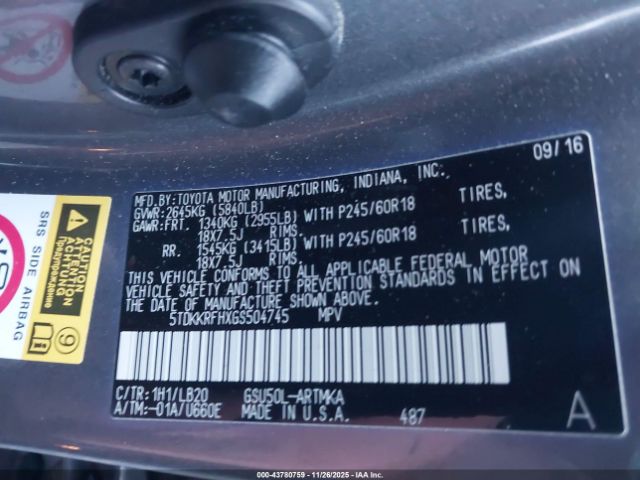 09/16
MFD.BY:TOYOTA MOTOR MANUFACTURING, INDIANA, INC.
GVWR:2645KG (5840LB)
GAWR:FRT. 1340KG (2955LB) WITH P245/60R18 TIRES,
18X7.5J RIMS.
RR. 1545KG (3415LB) WITH P245/60R18 TIRES,
18X7.5J RIMS.
THIS VEHICLE CONFORMS TO ALL APPLICABLE FEDERAL MOTOR
VEHICLE SAFETY AND THEFT PREVENTION STANDARDS IN EFFECT ON
THE DATE OF MANUFACTURE SHOWN ABOVE.
5TDKKRFHXGS504745 MPV
C/TR: 1H1/LB20 GSU50L-ARTMKA
A/TM:-01A/U660E MADE IN U.S.A. 487 A
SRS SIDE AIRBAG
CAUTION
ATTENTION
ACHTUNG
9
000-43780759 | 11/26/2025 - IAAI.com